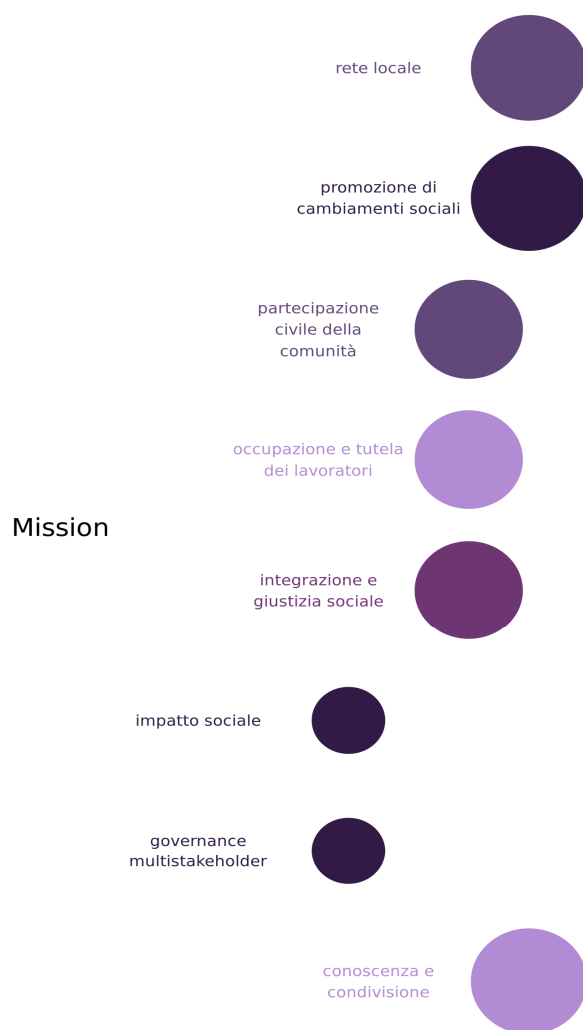 rete locale
promozione di
cambiamenti sociali
partecipazione
civile della
comunità
occupazione e tutela
dei lavoratori
Mission
integrazione e
giustizia sociale
impatto sociale
governance
multistakeholder
conoscenza e
condivisione